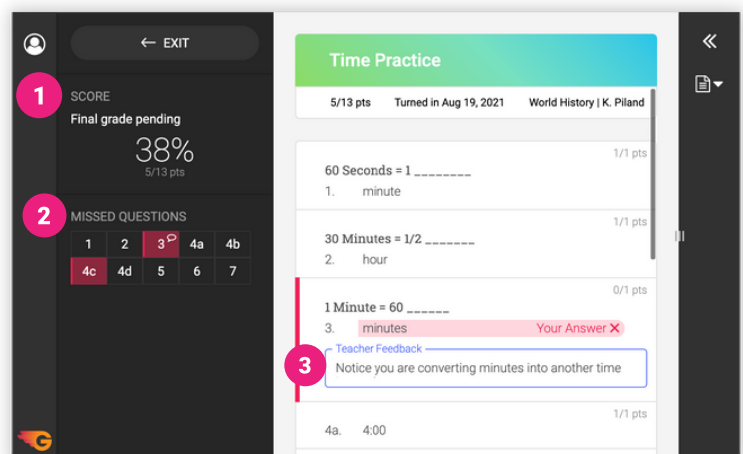 ← EXIT
1
SCORE
Final grade pending
38%
5/13 pts
2
MISSED QUESTIONS
1 2 3 4a 4b
4c 4d 5 6 7
G
Time Practice
5/13 pts Turned in Aug 19, 2021 World History | K. Piland
1/1 pts
60 Seconds = 1 ________
1. minute
1/1 pts
30 Minutes = 1/2 _______
2. hour
0/1 pts
1 Minute = 60 ______
3. minutes Your Answer X
Teacher Feedback
3
Notice you are converting minutes into another time
1/1 pts
4a. 4:00